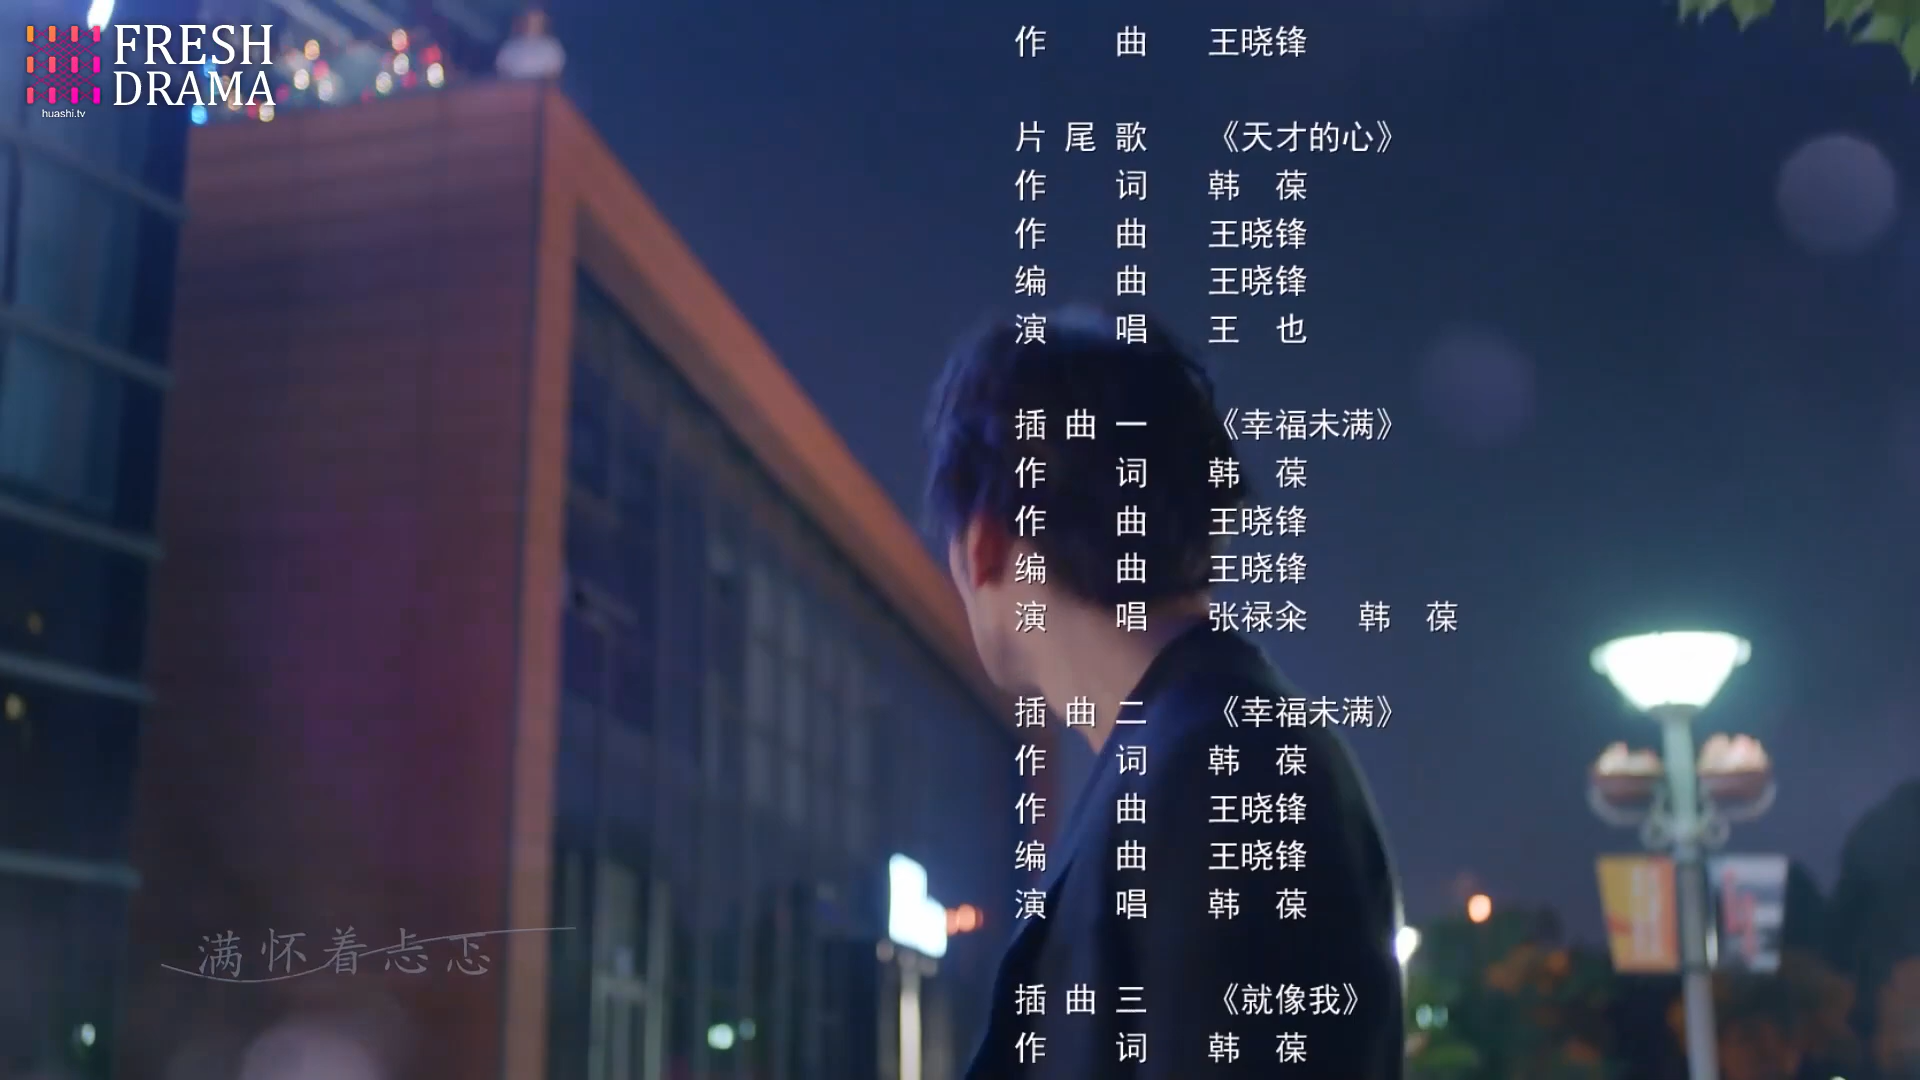 FRESH
DRAMA
huashi.tv
作 曲 王晓锋
片尾歌 《天才的心》
作 词 韩 葆
作 曲 王晓锋
编 曲 王晓锋
演 唱 王 也
插曲一 《幸福未满》
作 词 韩 葆
作 曲 王晓锋
编 曲 王晓锋
演 唱 张禄籴 韩 葆
插曲二 《幸福未满》
作 词 韩 葆
作 曲 王晓锋
编 曲 王晓锋
演 唱 韩 葆
满怀着忐忑
插曲三 《就像我》
作 词 韩 葆